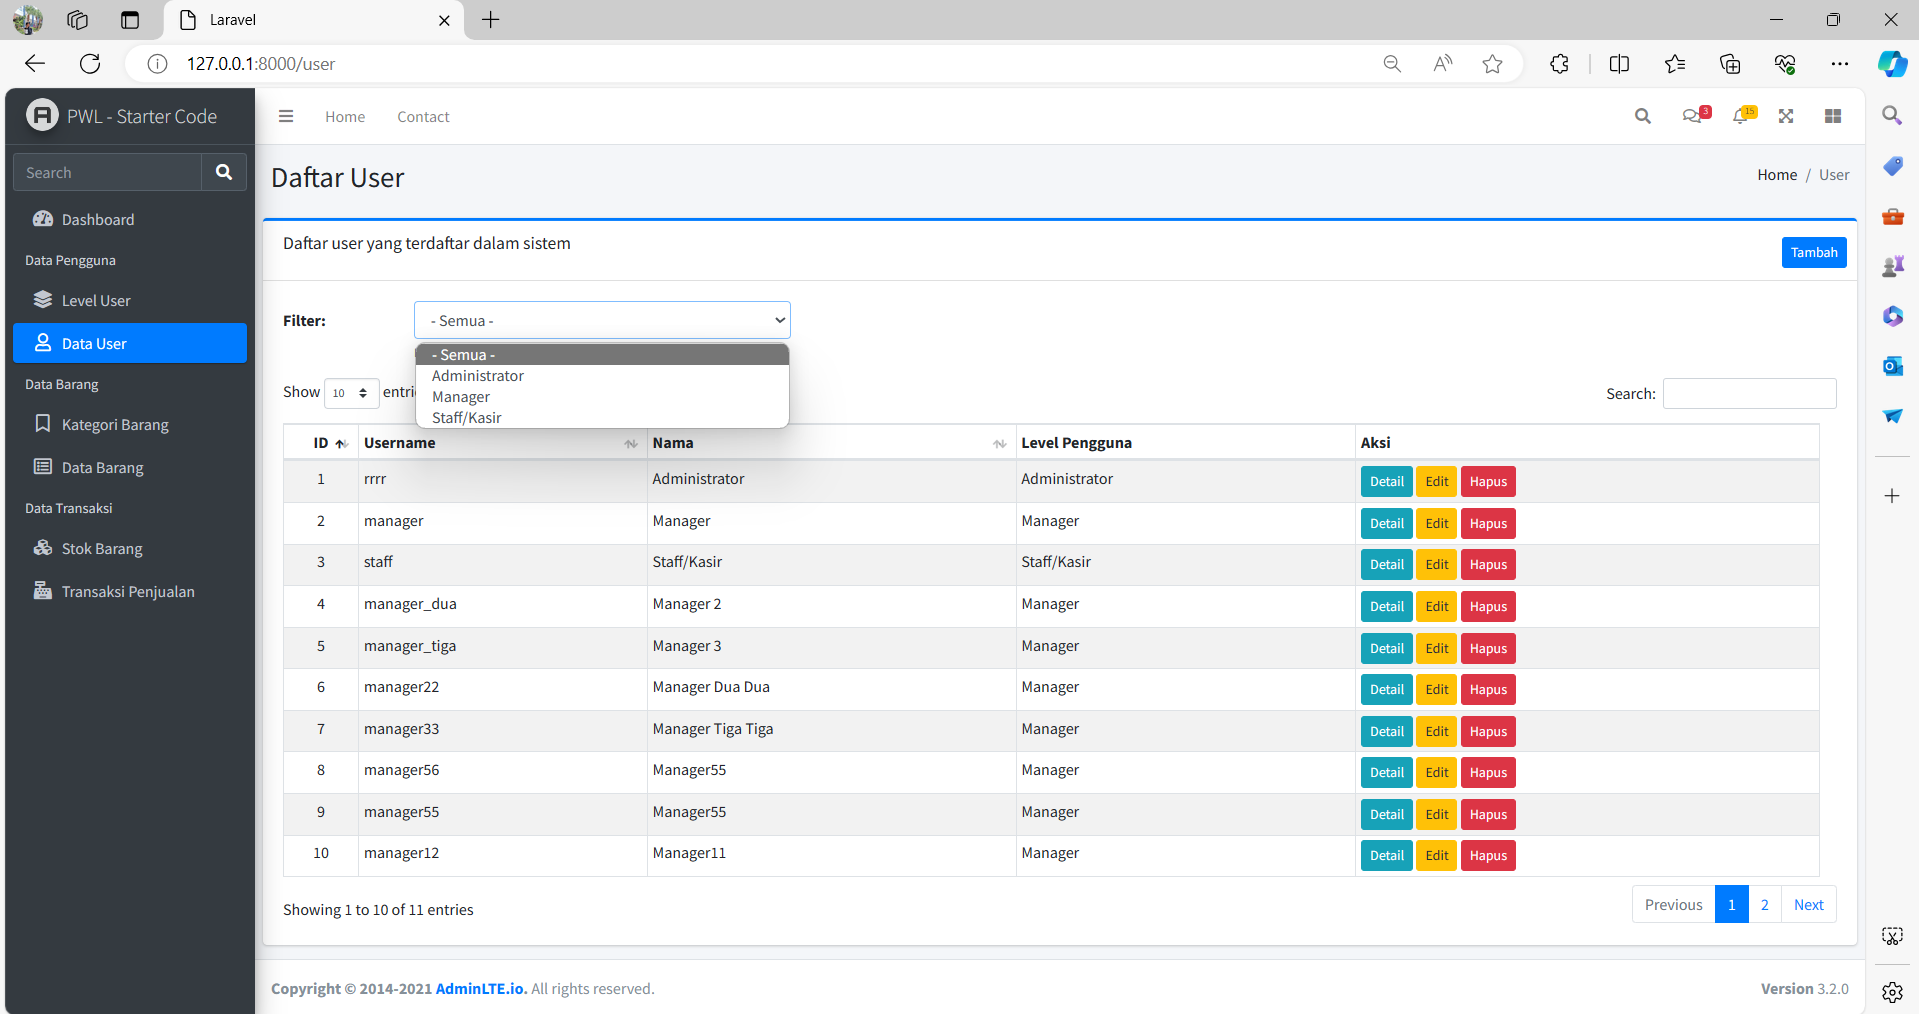 Laravel
127.0.0.1:8000/user
PWL - Starter Code
Home Contact
3 15
Search
Daftar User
Home / User
Dashboard
Data Pengguna
Level User
Data User
Data Barang
Kategori Barang
Data Barang
Data Transaksi
Stok Barang
Transaksi Penjualan
Daftar user yang terdaftar dalam sistem
Tambah
Filter: - Semua -
- Semua -
Administrator
Manager
Staff/Kasir
Show 10
Search:
ID Username Nama Level Pengguna Aksi
1 rrrr Administrator Administrator Detail Edit Hapus
2 manager Manager Manager Detail Edit Hapus
3 staff Staff/Kasir Staff/Kasir Detail Edit Hapus
4 manager_dua Manager 2 Manager Detail Edit Hapus
5 manager_tiga Manager 3 Manager Detail Edit Hapus
6 manager22 Manager Dua Dua Manager Detail Edit Hapus
7 manager33 Manager Tiga Tiga Manager Detail Edit Hapus
8 manager56 Manager55 Manager Detail Edit Hapus
9 manager55 Manager55 Manager Detail Edit Hapus
10 manager12 Manager11 Manager Detail Edit Hapus
Showing 1 to 10 of 11 entries
Previous 1 2 Next
Copyright © 2014-2021 AdminLTE.io. All rights reserved.
Version 3.2.0